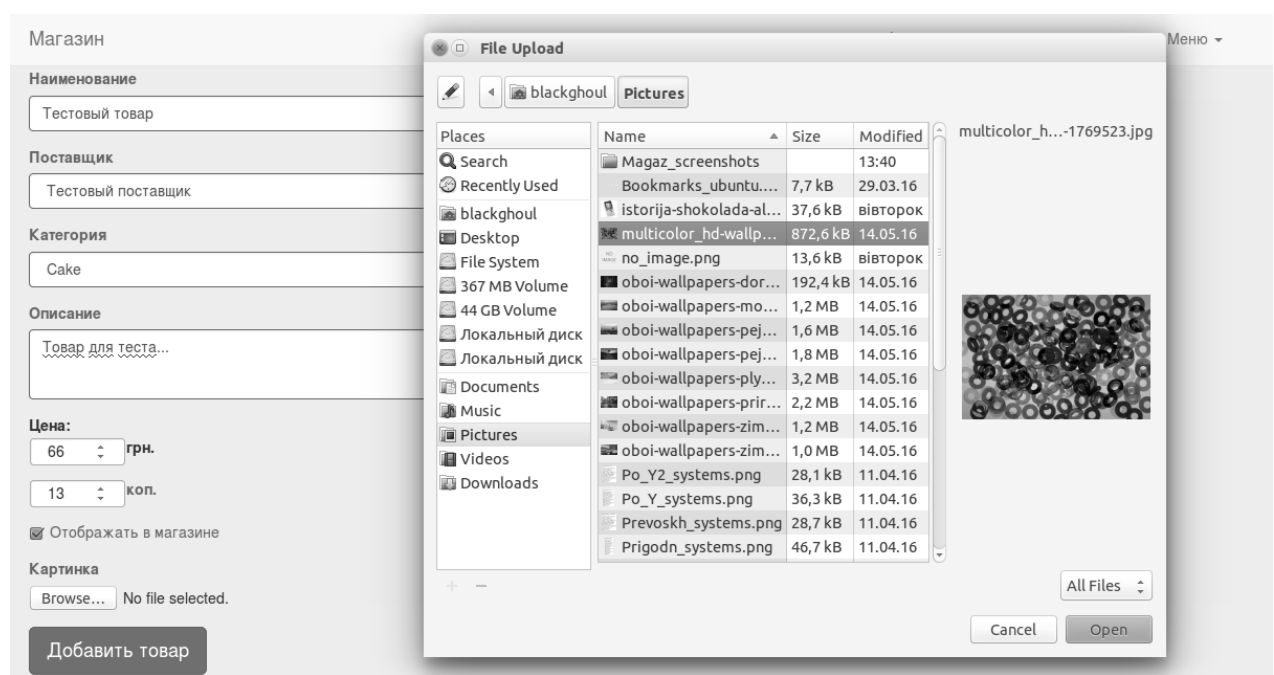 Магазин
Меню
Наименование
Тестовый товар
Поставщик
Тестовый поставщик
Категория
Cake
Описание
Товар для теста...
Цена:
66 грн.
13 коп.
Отображать в магазине
Картинка
Browse... No file selected.
Добавить товар
File Upload
blackghoul Pictures
Places
Search
Recently Used
blackghoul
Desktop
File System
367 MB Volume
44 GB Volume
Локальный диск
Локальный диск
Documents
Music
Pictures
Videos
Downloads
Name Size Modified
Magaz_screenshots 13:40
Bookmarks_ubuntu.... 7,7 kB 29.03.16
istorija-shokolada-al... 37,6 kB вівторок
multicolor_hd-wallp... 872,6 kB 14.05.16
no_image.png 13,6 kB вівторок
oboi-wallpapers-dor... 192,4 kB 14.05.16
oboi-wallpapers-mo... 1,2 MB 14.05.16
oboi-wallpapers-pej... 1,6 MB 14.05.16
oboi-wallpapers-pej... 1,8 MB 14.05.16
oboi-wallpapers-ply... 3,2 MB 14.05.16
oboi-wallpapers-prir... 2,2 MB 14.05.16
oboi-wallpapers-zim... 1,2 MB 14.05.16
oboi-wallpapers-zim... 1,0 MB 14.05.16
Po_Y2_systems.png 28,1 kB 11.04.16
Po_Y_systems.png 36,3 kB 11.04.16
Prevoskh_systems.png 28,7 kB 11.04.16
Prigodn_systems.png 46,7 kB 11.04.16
multicolor_h...-1769523.jpg
All Files
Cancel Open